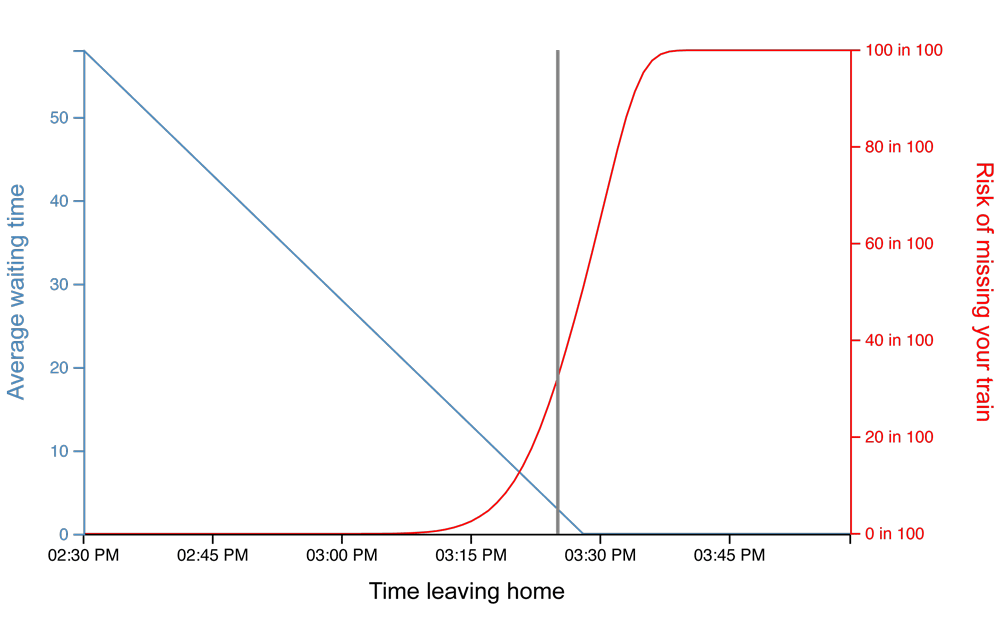 Average waiting time
50
40
30
20
10
0
100 in 100
80 in 100
60 in 100
40 in 100
20 in 100
0 in 100
Risk of missing your train
02:30 PM 02:45 PM 03:00 PM 03:15 PM 03:30 PM 03:45 PM
Time leaving home